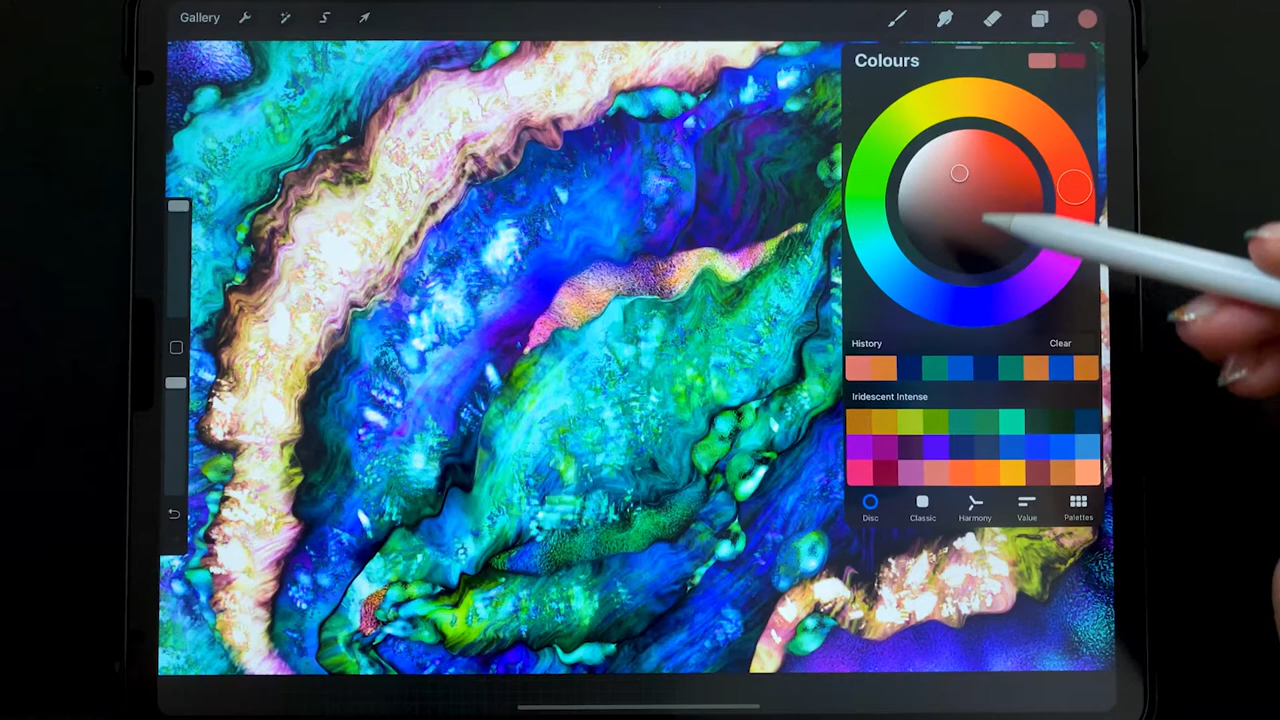 Gallery
Colours
History Clear
Iridescent Intense
Disc Classic Harmony Value Palettes